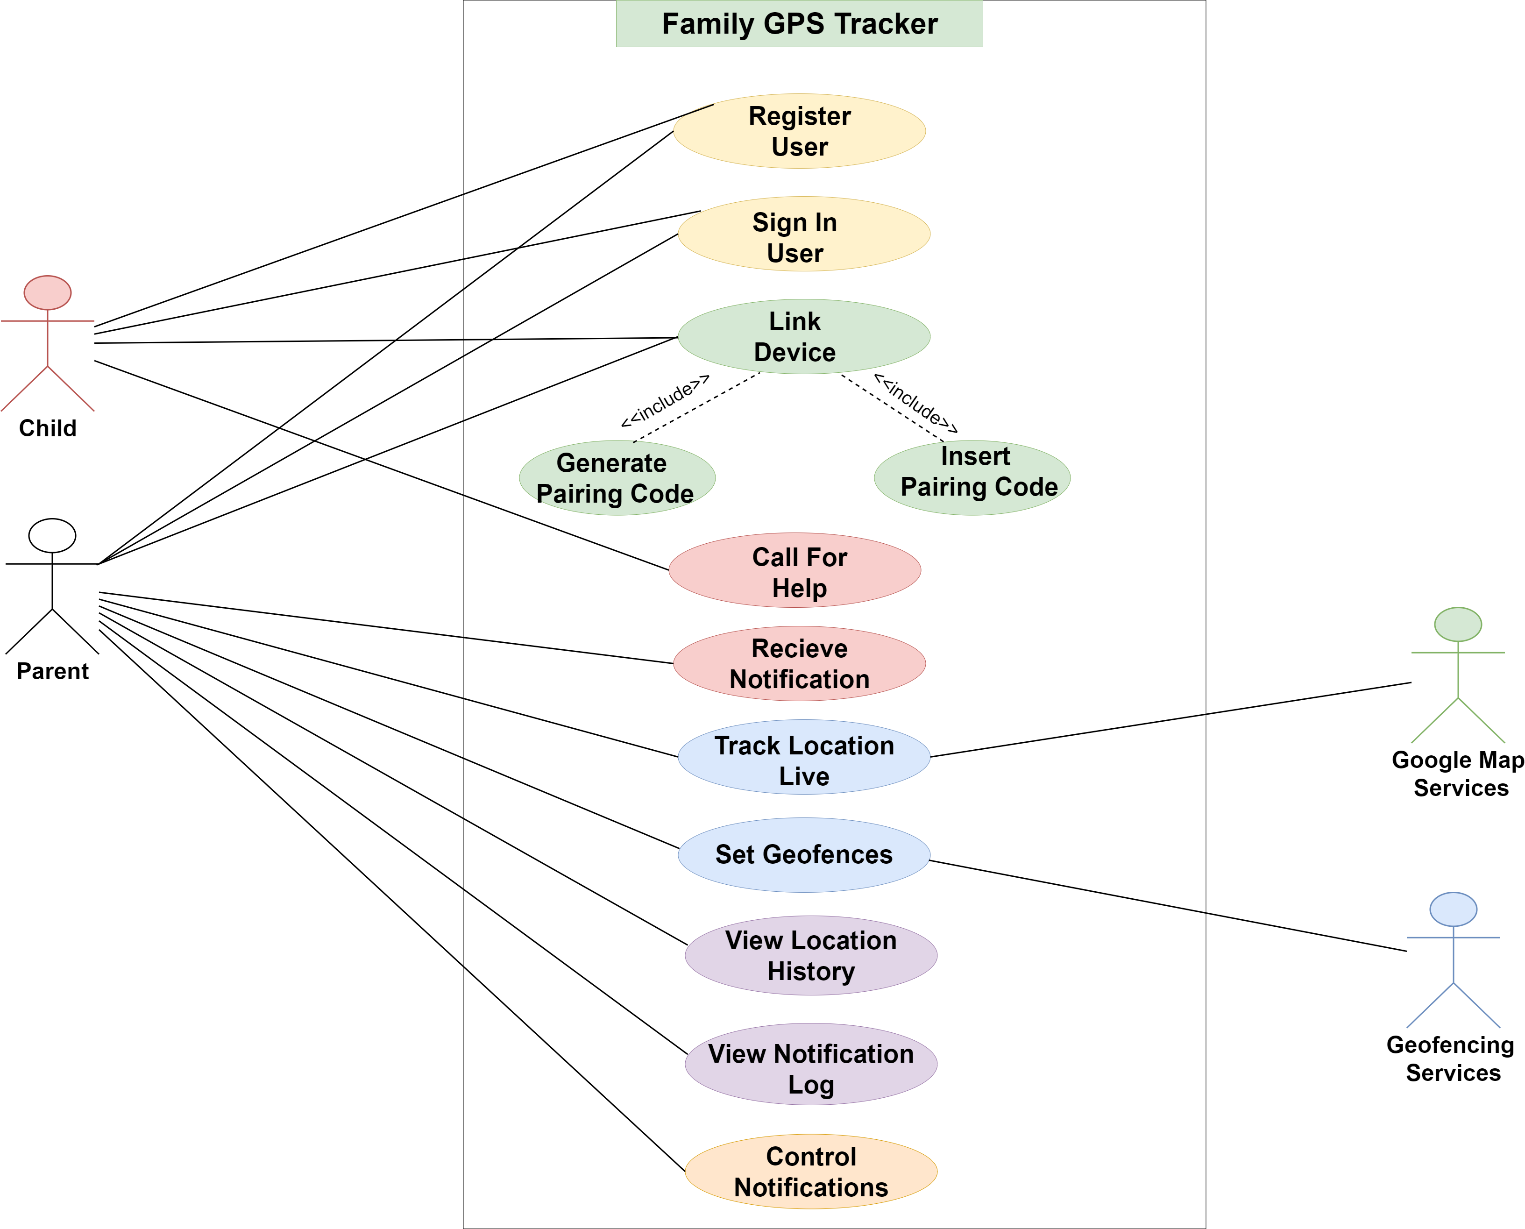 Family GPS Tracker
Register
User
Sign In
User
Link
Device
<<include>>
<<include>>
Generate
Pairing Code
Insert
Pairing Code
Child
Call For
Help
Parent
Recieve
Notification
Track Location
Live
Google Map
Services
Set Geofences
View Location
History
Geofencing
Services
View Notification
Log
Control
Notifications